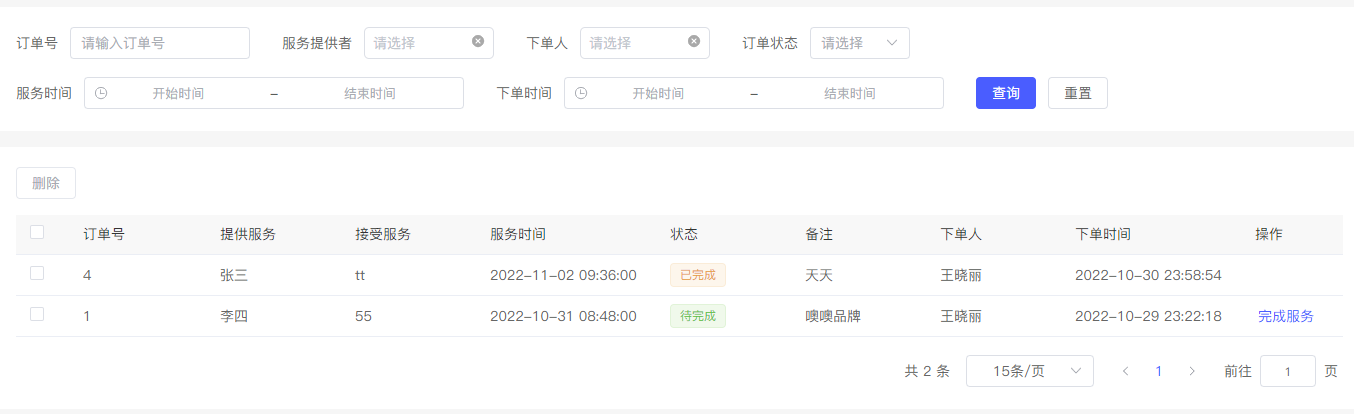 订单号 请输入订单号 服务提供者 请选择 下单人 请选择 订单状态 请选择
服务时间 开始时间 – 结束时间 下单时间 开始时间 – 结束时间 查询 重置
删除
订单号 提供服务 接受服务 服务时间 状态 备注 下单人 下单时间 操作
4 张三 tt 2022-11-02 09:36:00 已完成 天天 王晓丽 2022-10-30 23:58:54
1 李四 55 2022-10-31 08:48:00 待完成 噢噢品牌 王晓丽 2022-10-29 23:22:18 完成服务
共 2 条 15条/页 1 前往 1 页